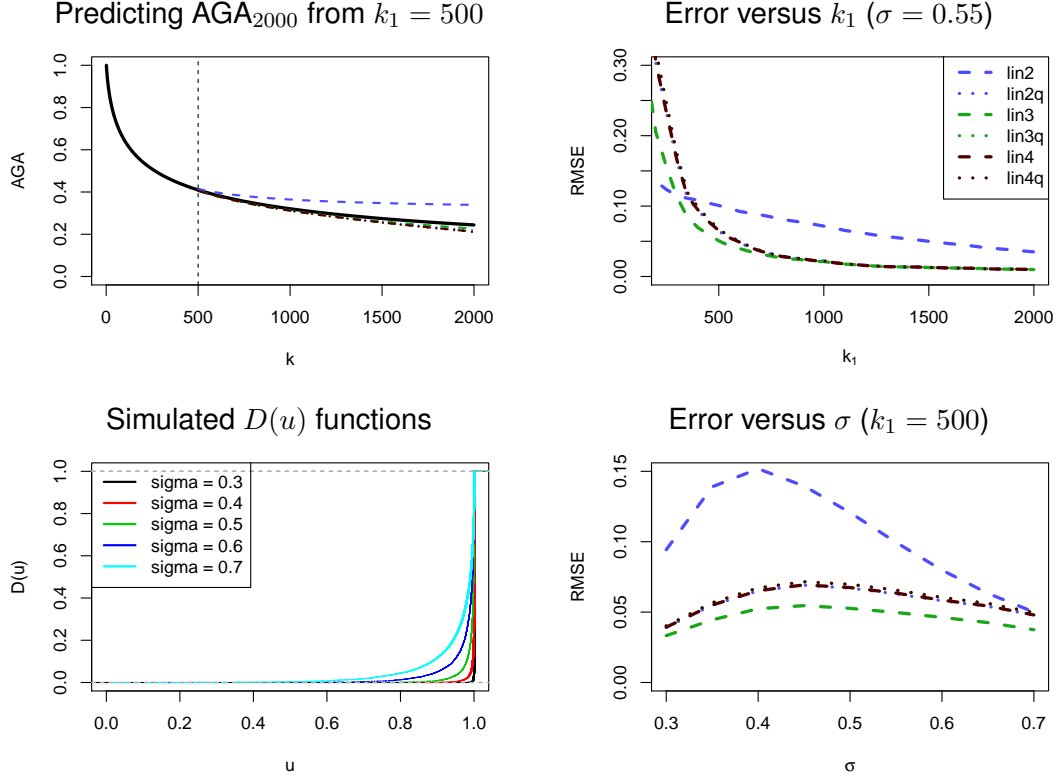 Predicting AGA2000 from k1 = 500
AGA
1.0
0.8
0.6
0.4
0.2
0.0
0
500
1000
1500
2000
k
Error versus k1 (σ = 0.55)
RMSE
0.30
0.20
0.10
0.00
500
1000
1500
2000
k1
lin2
lin2q
lin3
lin3q
lin4
lin4q
Simulated D(u) functions
D(u)
1.0
0.8
0.6
0.4
0.2
0.0
0.0
0.2
0.4
0.6
0.8
1.0
u
sigma = 0.3
sigma = 0.4
sigma = 0.5
sigma = 0.6
sigma = 0.7
Error versus σ (k1 = 500)
RMSE
0.15
0.10
0.05
0.00
0.3
0.4
0.5
0.6
0.7
σ